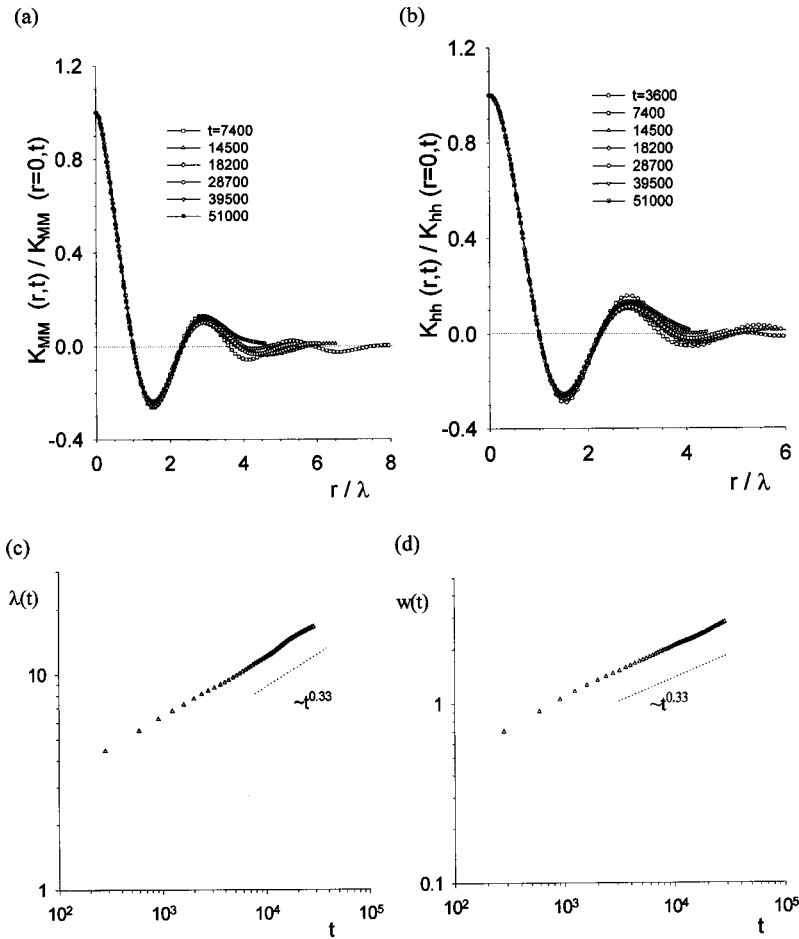 (a)
1.2
0.8
0.4
0.0
-0.4
K_MM (r,t) / K_MM (r=0,t)
t=7400
14500
18200
28700
39500
51000
0 2 4 6 8
r / λ
(b)
1.2
0.8
0.4
0.0
-0.4
K_hh (r,t) / K_hh (r=0,t)
t=3600
7400
14500
18200
28700
39500
51000
0 2 4 6
r / λ
(c)
λ(t)
10
1
~t^0.33
10^2 10^3 10^4 10^5
t
(d)
w(t)
1
0.1
~t^0.33
10^2 10^3 10^4 10^5
t